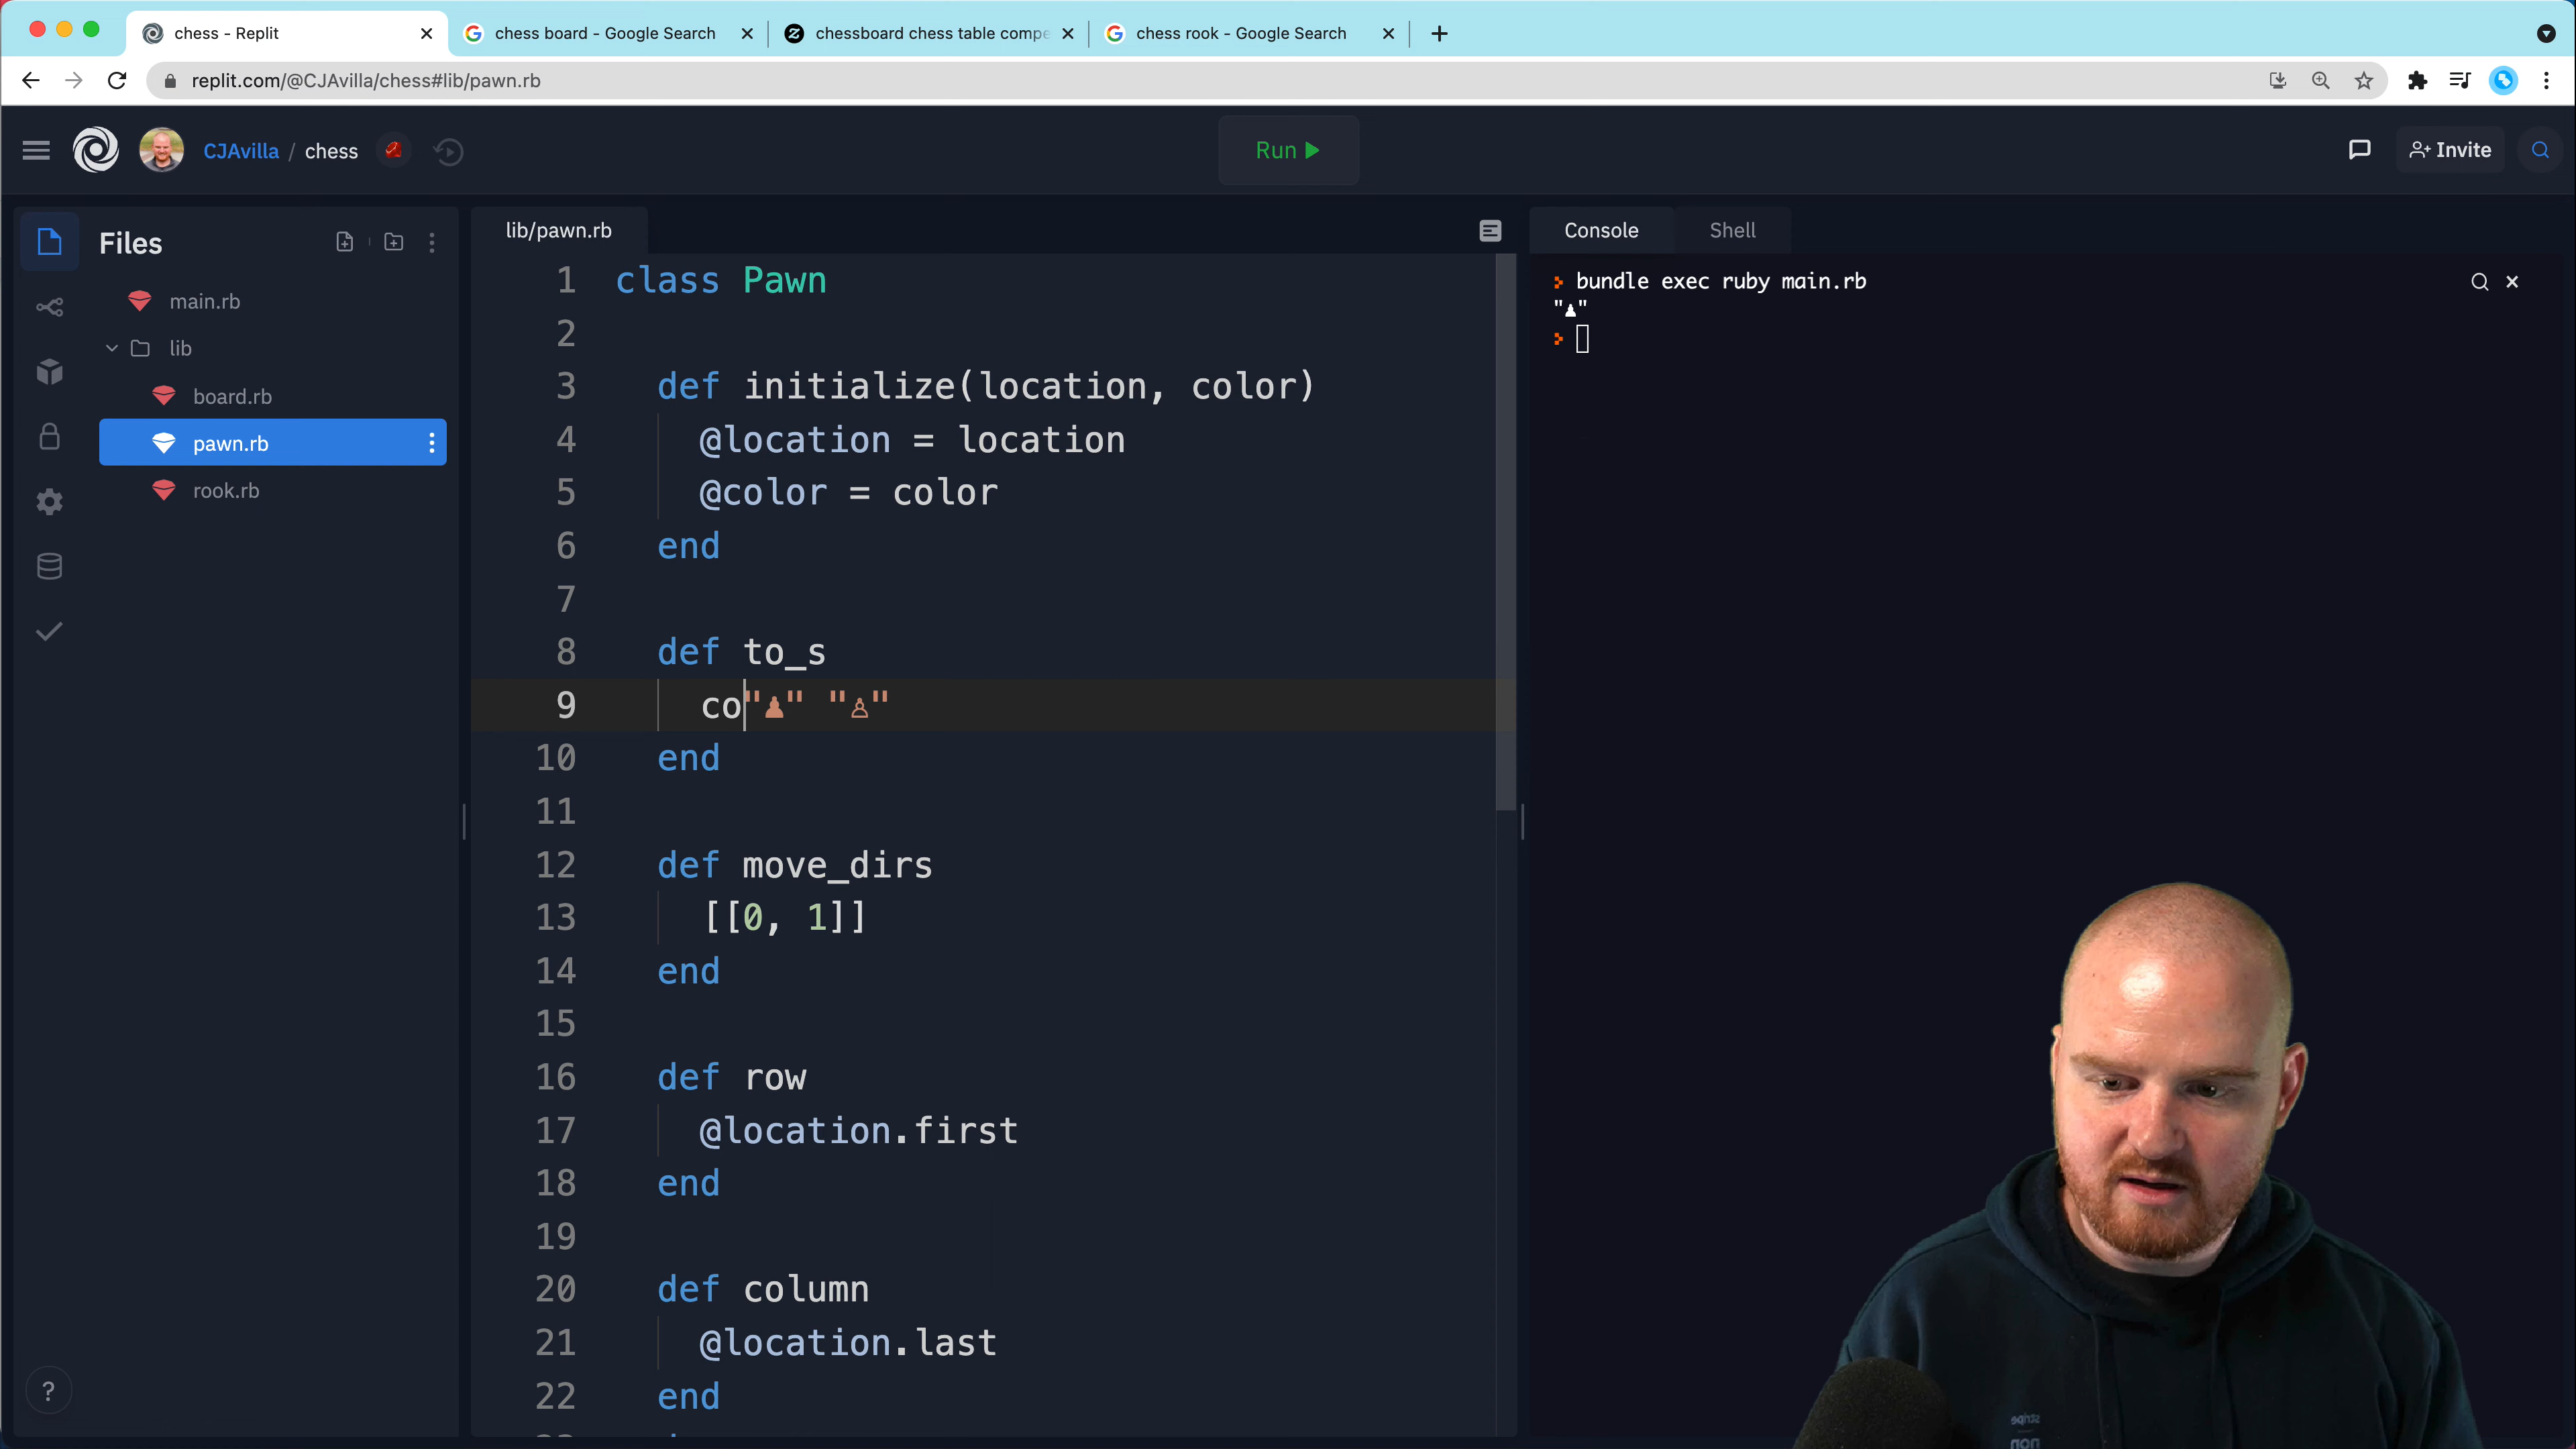 chess - Replit
chess board - Google Search
chessboard chess table compe
chess rook - Google Search
replit.com/@CJAvilla/chess#lib/pawn.rb
CJAvilla / chess
Run
Invite
Files
main.rb
lib
board.rb
pawn.rb
rook.rb
lib/pawn.rb
1 class Pawn
2
3 def initialize(location, color)
4 @location = location
5 @color = color
6 end
7
8 def to_s
9 co"♟" "♙"
10 end
11
12 def move_dirs
13 [[0, 1]]
14 end
15
16 def row
17 @location.first
18 end
19
20 def column
21 @location.last
22 end
Console
Shell
bundle exec ruby main.rb
"♟"
?
stripe